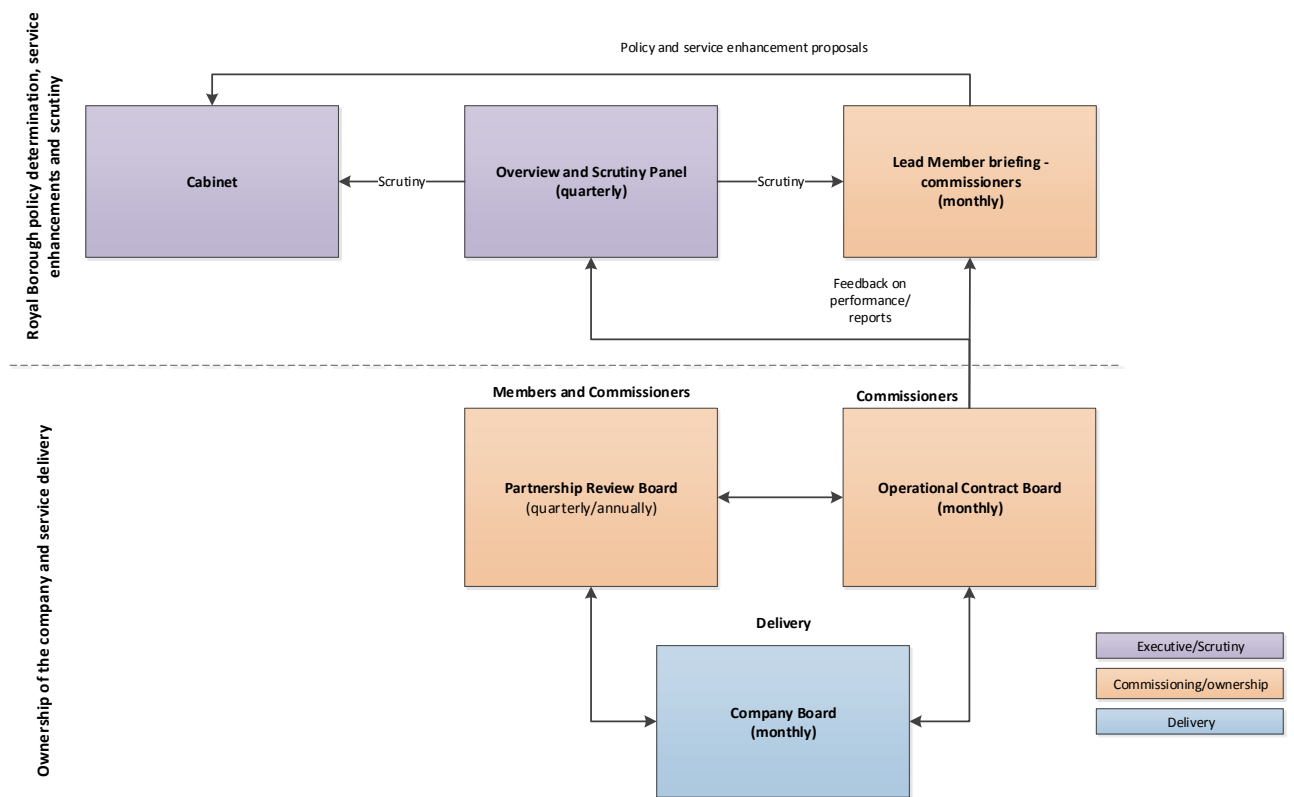 Royal Borough policy determination, service
enhancements and scrutiny
Policy and service enhancement proposals
Cabinet
Scrutiny
Overview and Scrutiny Panel
(quarterly)
Scrutiny
Lead Member briefing -
commissioners
(monthly)
Feedback on
performance/
reports
Ownership of the company and service delivery
Members and Commissioners
Commissioners
Partnership Review Board
(quarterly/annually)
Operational Contract Board
(monthly)
Delivery
Company Board
(monthly)
Executive/Scrutiny
Commissioning/ownership
Delivery